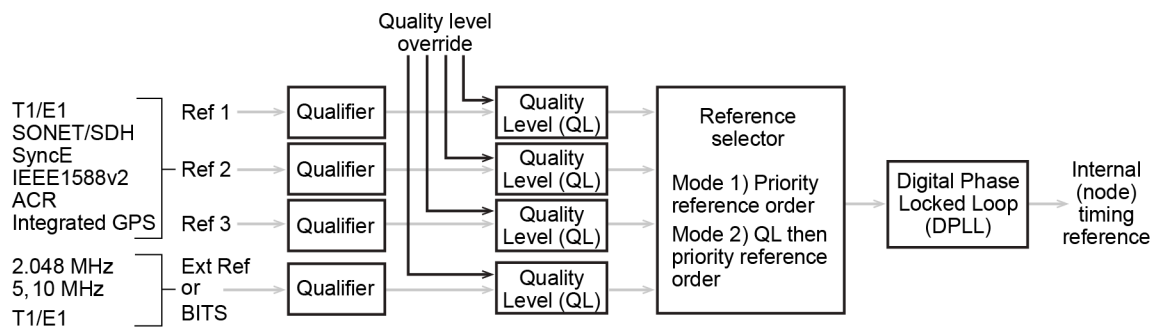 Quality level
override
T1/E1
SONET/SDH
SyncE
IEEE1588v2
ACR
Integrated GPS
Ref 1
Ref 2
Ref 3
2.048 MHz
5, 10 MHz
T1/E1
Ext Ref
or
BITS
Qualifier
Qualifier
Qualifier
Qualifier
Quality
Level (QL)
Quality
Level (QL)
Quality
Level (QL)
Quality
Level (QL)
Reference
selector
Mode 1) Priority
reference order
Mode 2) QL then
priority reference
order
Digital Phase
Locked Loop
(DPLL)
Internal
(node)
timing
reference